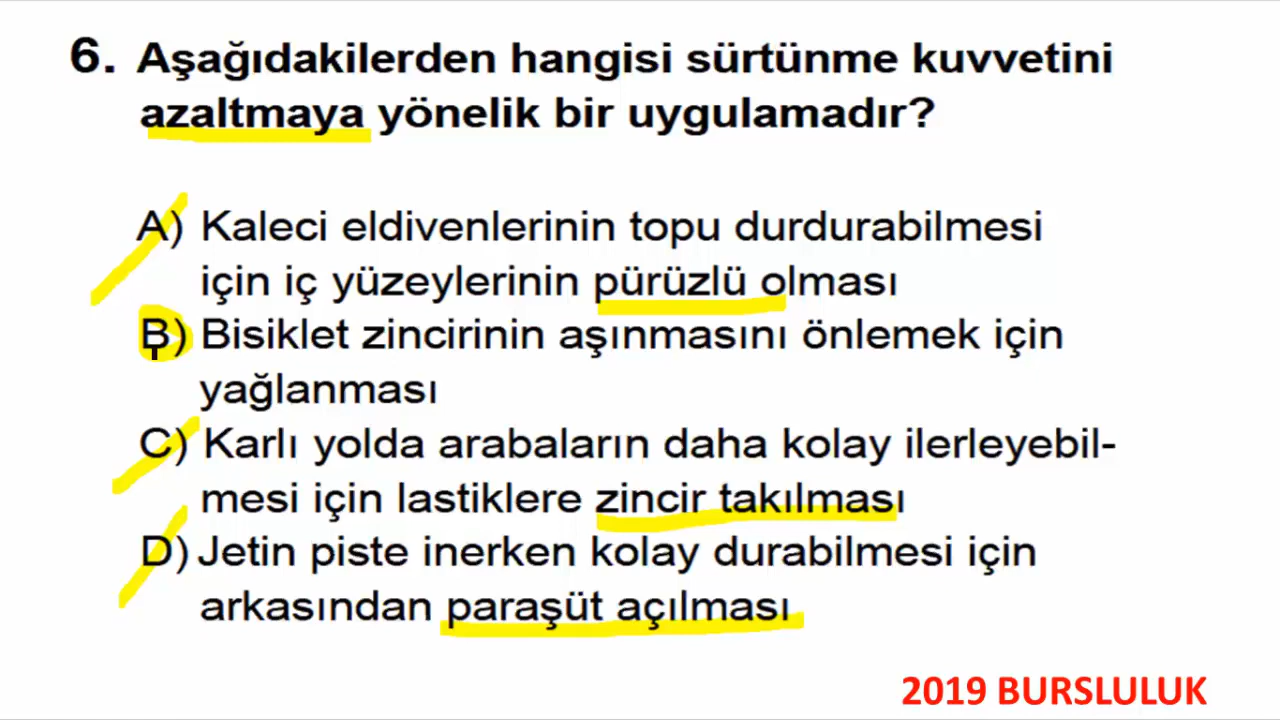 6. Aşağıdakilerden hangisi sürtünme kuvvetini
azaltmaya yönelik bir uygulamadır?
A) Kaleci eldivenlerinin topu durdurabilmesi
için iç yüzeylerinin pürüzlü olması
B) Bisiklet zincirinin aşınmasını önlemek için
yağlanması
C) Karlı yolda arabaların daha kolay ilerleyebil-
mesi için lastiklere zincir takılması
D) Jetin piste inerken kolay durabilmesi için
arkasından paraşüt açılması
2019 BURSLULUK